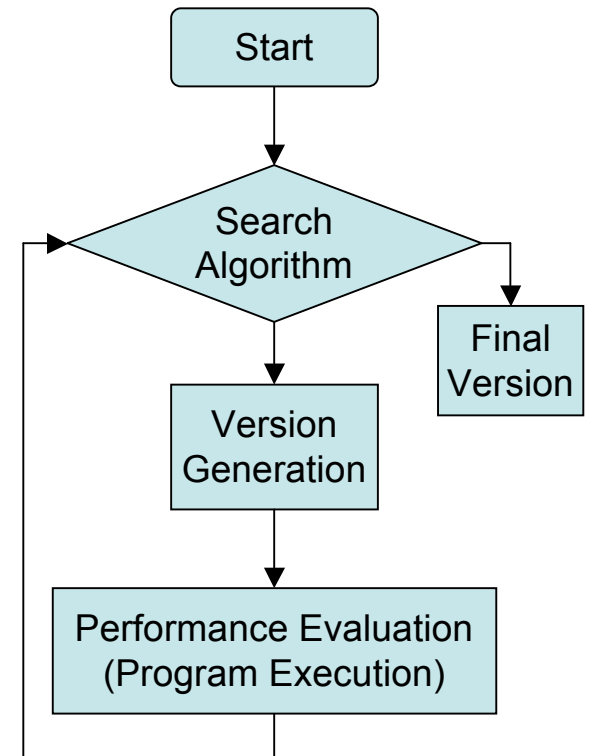 Start
Search
Algorithm
Final
Version
Version
Generation
Performance Evaluation
(Program Execution)